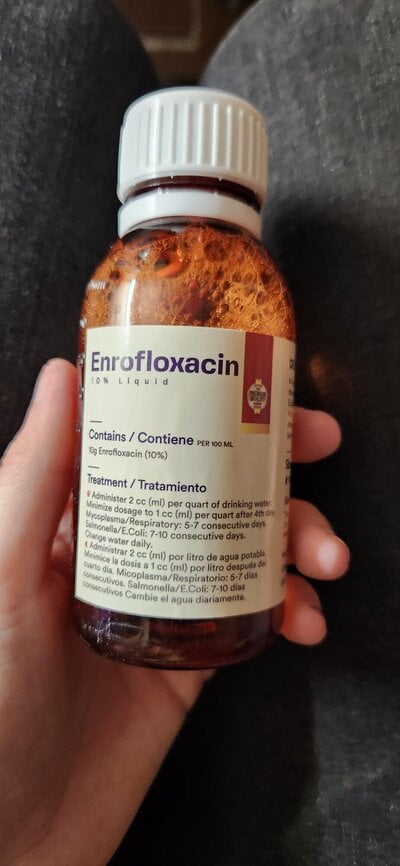 Enrofloxacin
10% Liquid
PREMIUM
QUALITY
Contains / Contiene PER 100 ML
10g Enrofloxacin (10%)
Treatment / Tratamiento
Administer 2 cc (ml) per quart of drinking water.
Minimize dosage to 1 cc (ml) per quart after 4th day.
Mycoplasma/Respiratory: 5-7 consecutive days.
Salmonella/E.Coli: 7-10 consecutive days.
Change water daily.
Administrar 2 cc (ml) por litro de agua potable.
Minimice la dosis a 1 cc (ml) por litro después del
cuarto día. Micoplasma/Respiratorio: 5-7 días
consecutivos. Salmonella/E.Coli: 7-10 días
consecutivos Cambie el agua diariamente.